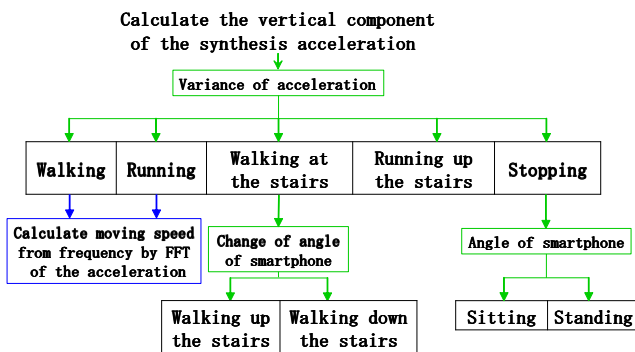 Calculate the vertical component
of the synthesis acceleration
Variance of acceleration
Walking
Running
Walking at
the stairs
Running up
the stairs
Stopping
Calculate moving speed
from frequency by FFT
of the acceleration
Change of angle
of smartphone
Angle of smartphone
Walking up
the stairs
Walking down
the stairs
Sitting
Standing